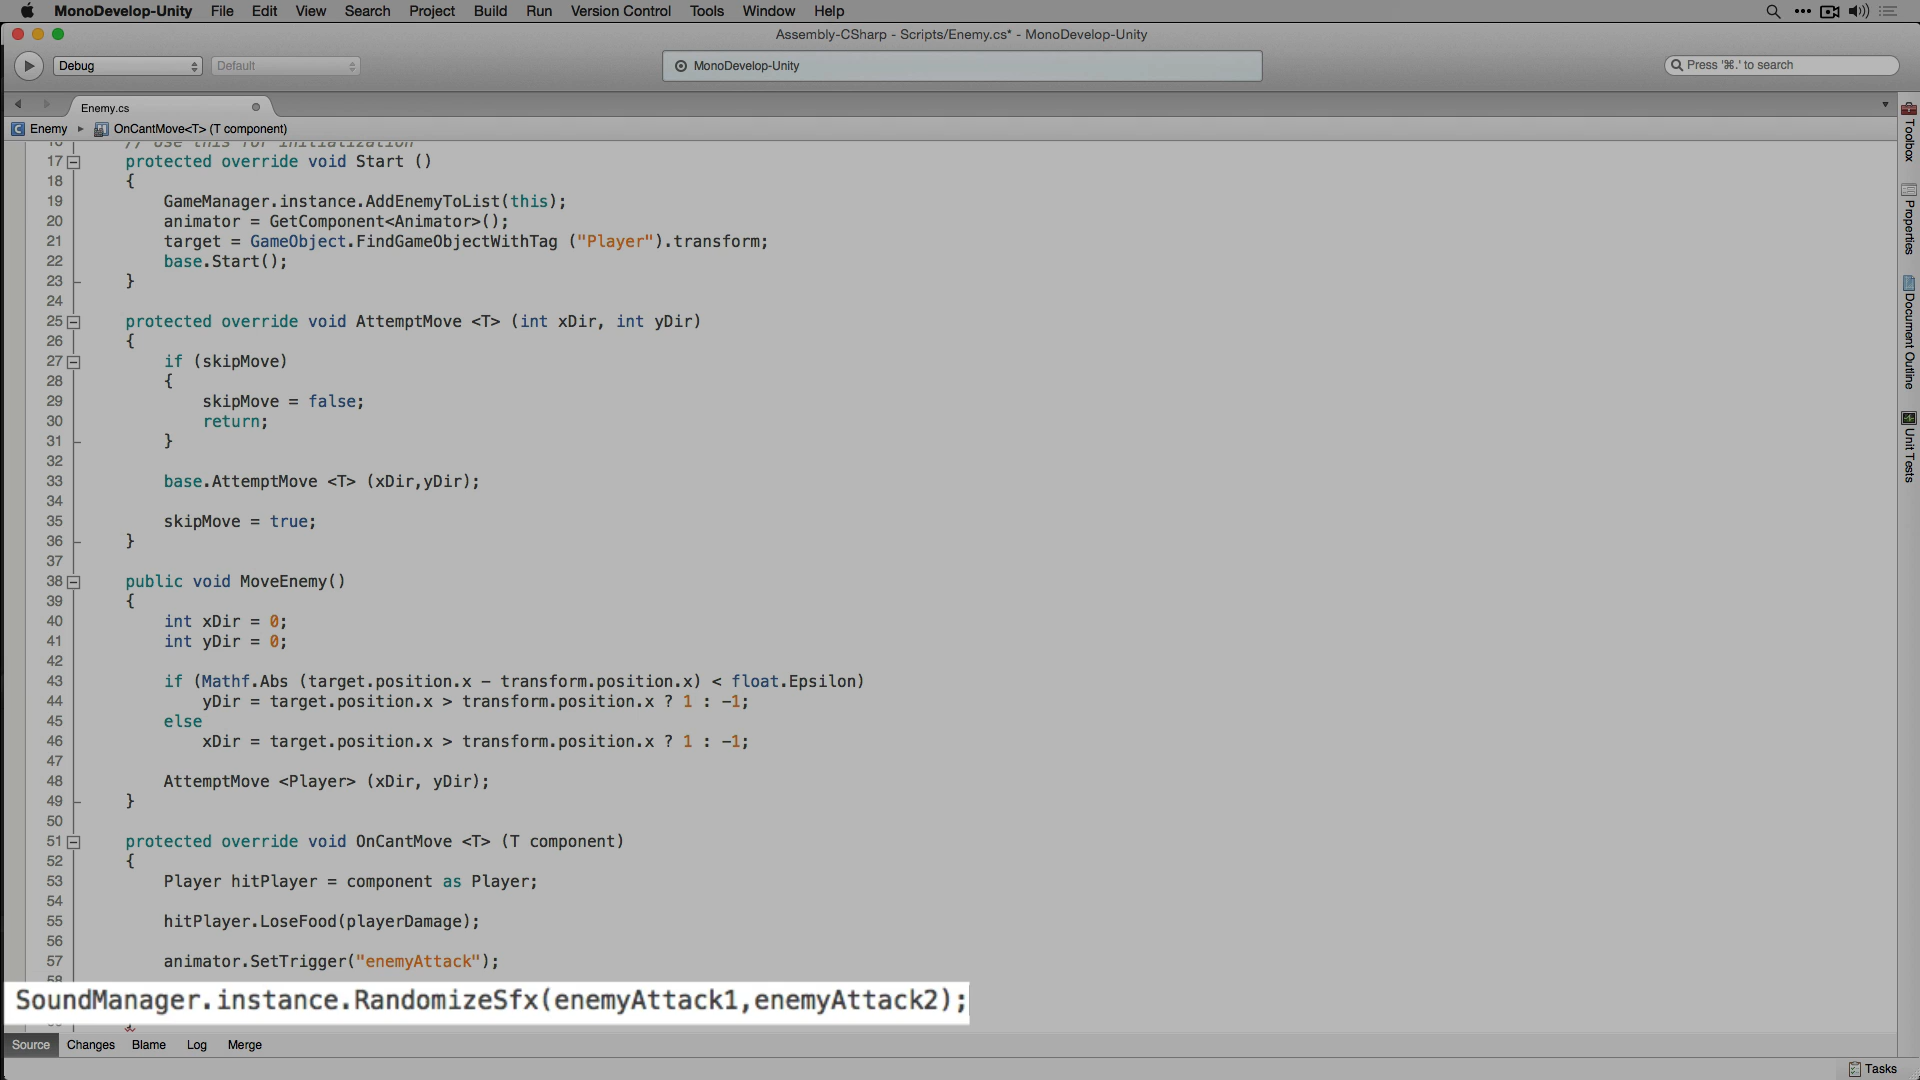 MonoDevelop-Unity File Edit View Search Project Build Run Version Control Tools Window Help
Assembly-CSharp - Scripts/Enemy.cs* - MonoDevelop-Unity
Debug Default MonoDevelop-Unity Press '⌘.' to search
Enemy.cs
Enemy OnCantMove<T> (T component)
16 // Use this for initialization
17 protected override void Start ()
18 {
19 GameManager.instance.AddEnemyToList(this);
20 animator = GetComponent<Animator>();
21 target = GameObject.FindGameObjectWithTag ("Player").transform;
22 base.Start();
23 }
24
25 protected override void AttemptMove <T> (int xDir, int yDir)
26 {
27 if (skipMove)
28 {
29 skipMove = false;
30 return;
31 }
32
33 base.AttemptMove <T> (xDir,yDir);
34
35 skipMove = true;
36 }
37
38 public void MoveEnemy()
39 {
40 int xDir = 0;
41 int yDir = 0;
42
43 if (Mathf.Abs (target.position.x - transform.position.x) < float.Epsilon)
44 yDir = target.position.x > transform.position.x ? 1 : -1;
45 else
46 xDir = target.position.x > transform.position.x ? 1 : -1;
47
48 AttemptMove <Player> (xDir, yDir);
49 }
50
51 protected override void OnCantMove <T> (T component)
52 {
53 Player hitPlayer = component as Player;
54
55 hitPlayer.LoseFood(playerDamage);
56
57 animator.SetTrigger("enemyAttack");
58
SoundManager.instance.RandomizeSfx(enemyAttack1,enemyAttack2);
Source Changes Blame Log Merge
Tasks
Toolbox
Properties
Document Outline
Unit Tests